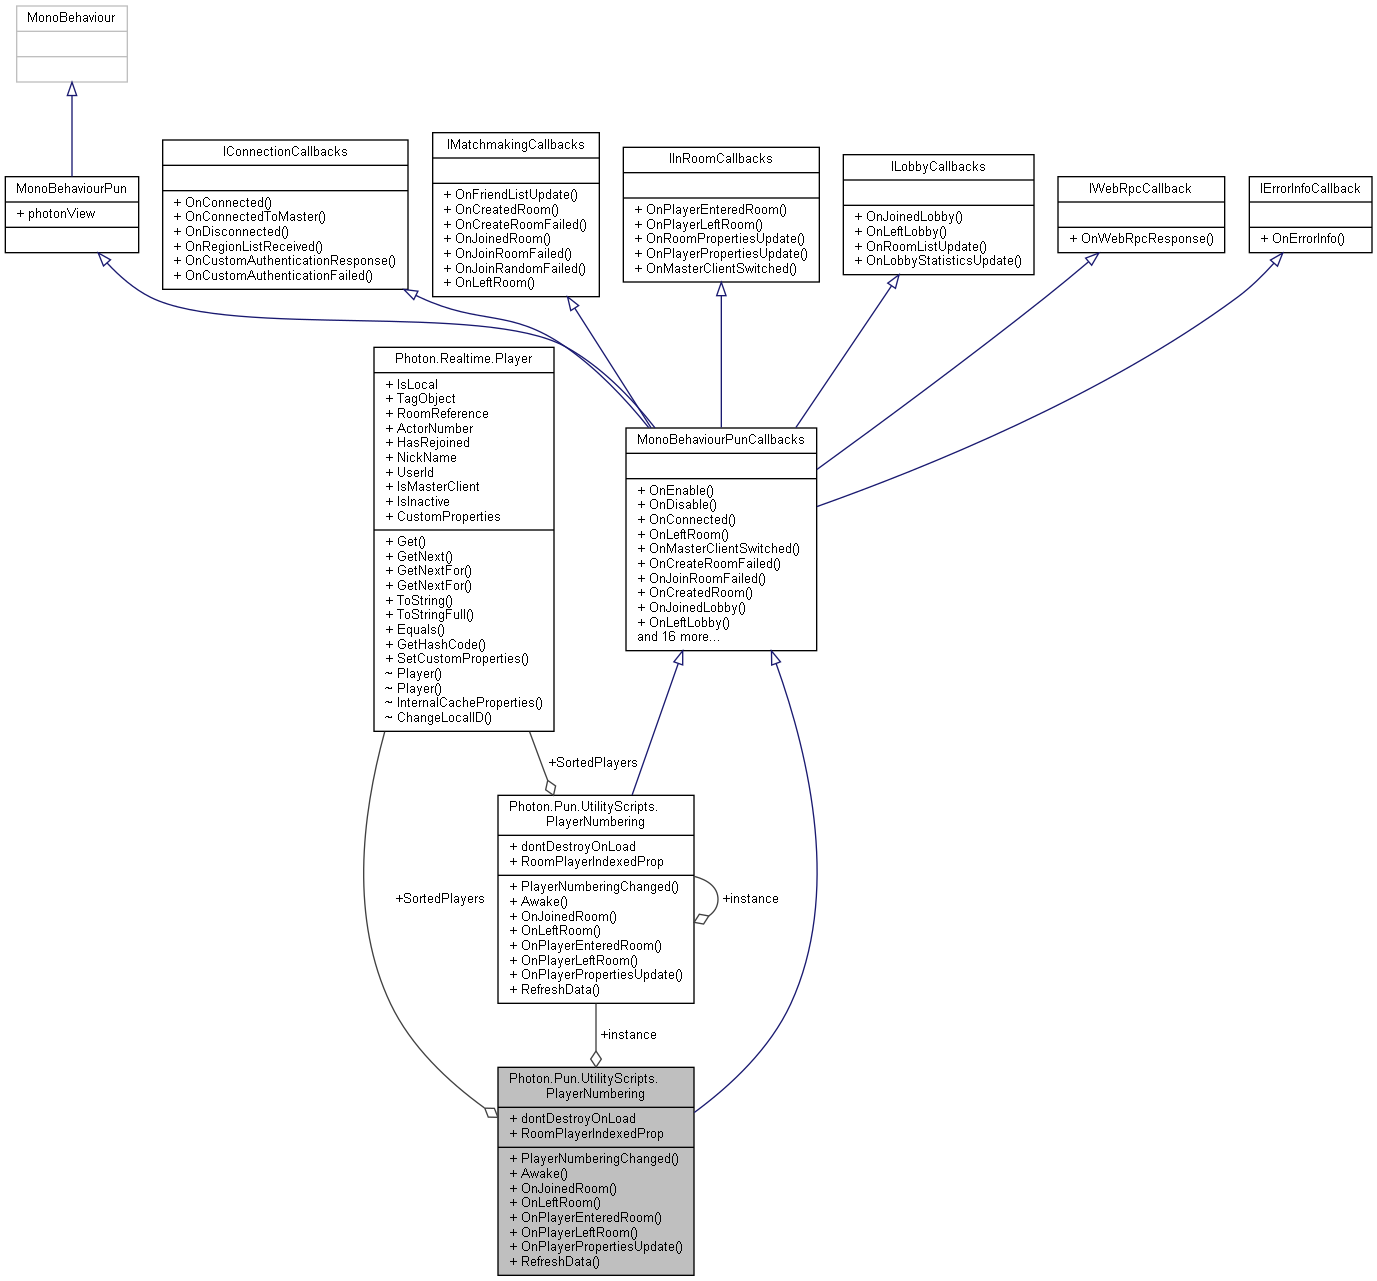 MonoBehaviour
MonoBehaviourPun
+ photonView
IConnectionCallbacks
+ OnConnected()
+ OnConnectedToMaster()
+ OnDisconnected()
+ OnRegionListReceived()
+ OnCustomAuthenticationResponse()
+ OnCustomAuthenticationFailed()
IMatchmakingCallbacks
+ OnFriendListUpdate()
+ OnCreatedRoom()
+ OnCreateRoomFailed()
+ OnJoinedRoom()
+ OnJoinRoomFailed()
+ OnJoinRandomFailed()
+ OnLeftRoom()
IInRoomCallbacks
+ OnPlayerEnteredRoom()
+ OnPlayerLeftRoom()
+ OnRoomPropertiesUpdate()
+ OnPlayerPropertiesUpdate()
+ OnMasterClientSwitched()
ILobbyCallbacks
+ OnJoinedLobby()
+ OnLeftLobby()
+ OnRoomListUpdate()
+ OnLobbyStatisticsUpdate()
IWebRpcCallback
+ OnWebRpcResponse()
IErrorInfoCallback
+ OnErrorInfo()
Photon.Realtime.Player
+ IsLocal
+ TagObject
+ RoomReference
+ ActorNumber
+ HasRejoined
+ NickName
+ UserId
+ IsMasterClient
+ IsInactive
+ CustomProperties
+ Get()
+ GetNext()
+ GetNextFor()
+ GetNextFor()
+ ToString()
+ ToStringFull()
+ Equals()
+ GetHashCode()
+ SetCustomProperties()
~ Player()
~ Player()
~ InternalCacheProperties()
~ ChangeLocalID()
MonoBehaviourPunCallbacks
+ OnEnable()
+ OnDisable()
+ OnConnected()
+ OnLeftRoom()
+ OnMasterClientSwitched()
+ OnCreateRoomFailed()
+ OnJoinRoomFailed()
+ OnCreatedRoom()
+ OnJoinedLobby()
+ OnLeftLobby()
and 16 more...
+SortedPlayers
Photon.Pun.UtilityScripts.
PlayerNumbering
+ dontDestroyOnLoad
+ RoomPlayerIndexedProp
+ PlayerNumberingChanged()
+ Awake()
+ OnJoinedRoom()
+ OnLeftRoom()
+ OnPlayerEnteredRoom()
+ OnPlayerLeftRoom()
+ OnPlayerPropertiesUpdate()
+ RefreshData()
+SortedPlayers
+instance
+instance
Photon.Pun.UtilityScripts.
PlayerNumbering
+ dontDestroyOnLoad
+ RoomPlayerIndexedProp
+ PlayerNumberingChanged()
+ Awake()
+ OnJoinedRoom()
+ OnLeftRoom()
+ OnPlayerEnteredRoom()
+ OnPlayerLeftRoom()
+ OnPlayerPropertiesUpdate()
+ RefreshData()